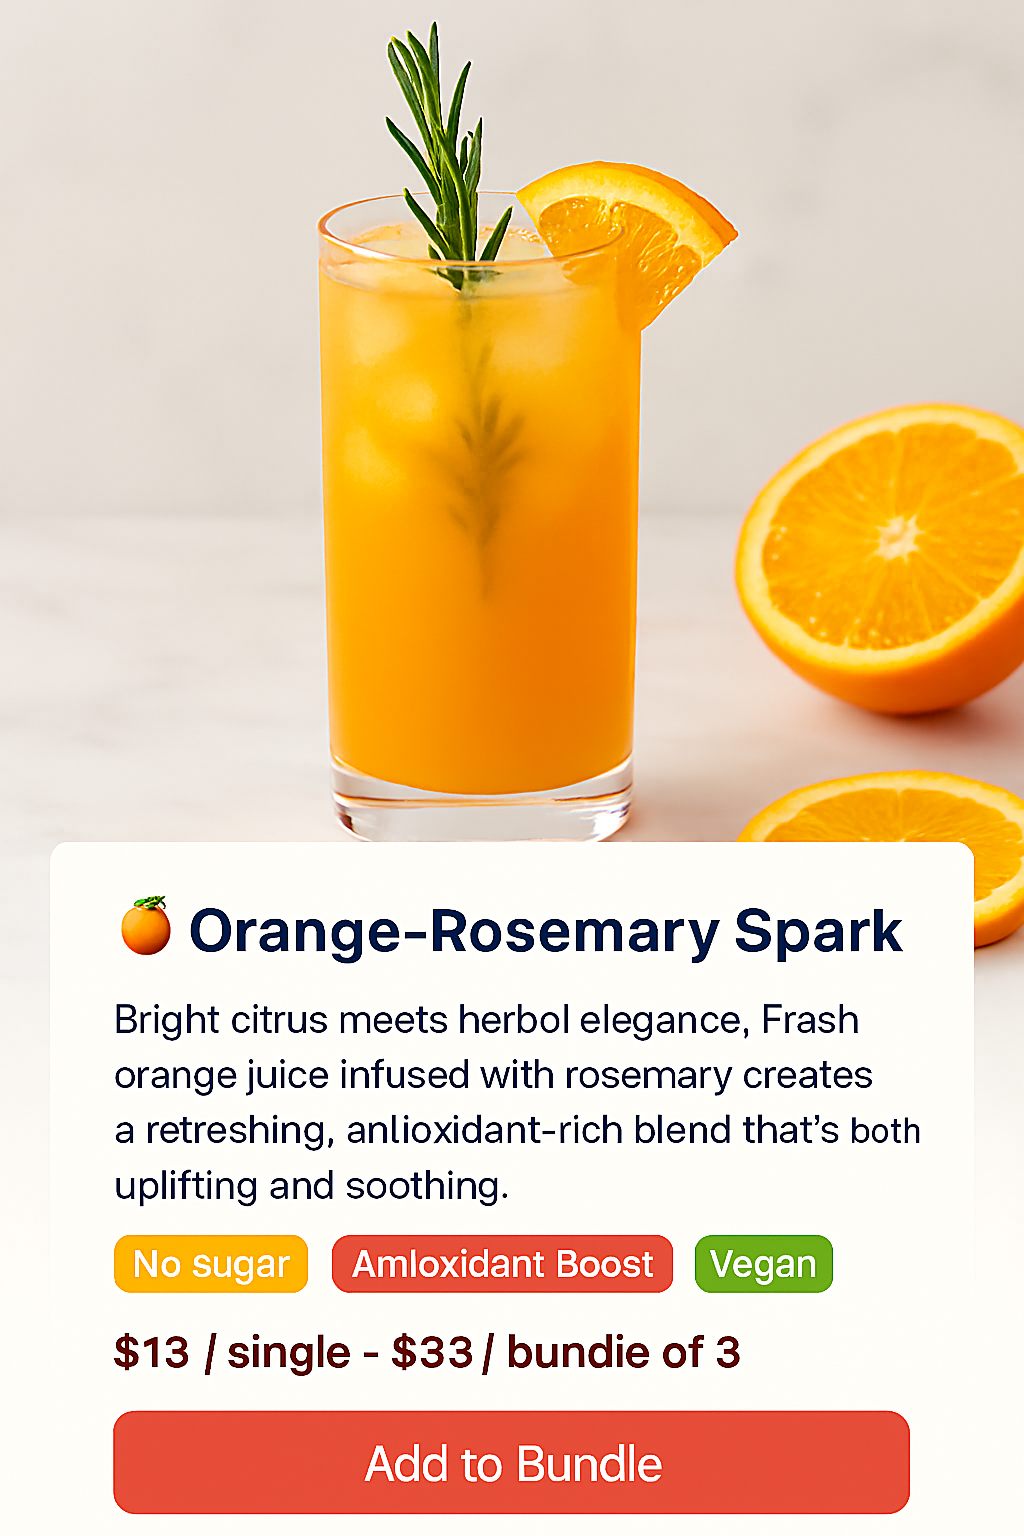 Orange-Rosemary Spark
Bright citrus meets herbol elegance, Frash
orange juice infused with rosemary creates
a retreshing, anlioxidant-rich blend that's both
uplifting and soothing.
No sugar Amloxidant Boost Vegan
$13 / single - $33 / bundie of 3
Add to Bundle